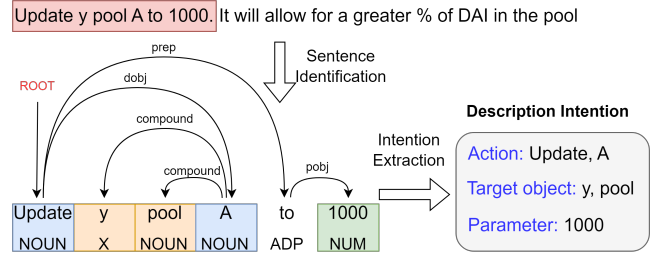 Update y pool A to 1000. It will allow for a greater % of DAI in the pool
prep
Sentence
Identification
ROOT
dobj
compound
compound
pobj
Intention
Extraction
Update y pool A to 1000
NOUN X NOUN NOUN ADP NUM
Description Intention
Action: Update, A
Target object: y, pool
Parameter: 1000